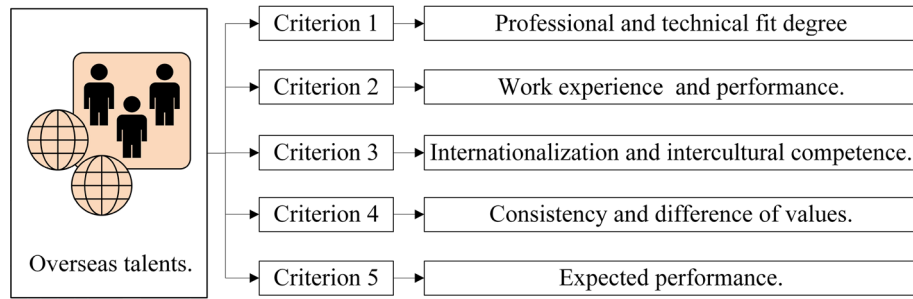 Criterion 1
Professional and technical fit degree
Criterion 2
Work experience and performance.
Criterion 3
Internationalization and intercultural competence.
Criterion 4
Consistency and difference of values.
Criterion 5
Expected performance.
Overseas talents.